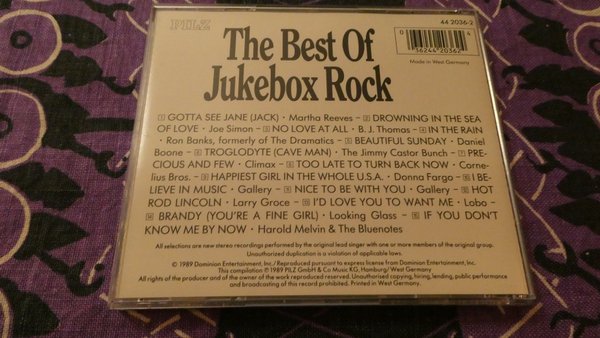 PILZ
44 2036-2
The Best Of
Jukebox Rock
0 36244 20362 4
Made in West Germany
1 GOTTA SEE JANE (JACK) · Martha Reeves – 2 DROWNING IN THE SEA
OF LOVE · Joe Simon – 3 NO LOVE AT ALL · B. J. Thomas – 4 IN THE RAIN
· Ron Banks, formerly of The Dramatics – 5 BEAUTIFUL SUNDAY · Daniel
Boone – 6 TROGLODYTE (CAVE MAN) · The Jimmy Castor Bunch – 7 PRE-
CIOUS AND FEW · Climax – 8 TOO LATE TO TURN BACK NOW · Corne-
lius Bros. – 9 HAPPIEST GIRL IN THE WHOLE U.S.A. · Donna Fargo – 10 I BE-
LIEVE IN MUSIC · Gallery – 11 NICE TO BE WITH YOU · Gallery – 12 HOT
ROD LINCOLN · Larry Groce – 13 I'D LOVE YOU TO WANT ME · Lobo –
14 BRANDY (YOU'RE A FINE GIRL) · Looking Glass – 15 IF YOU DON'T
KNOW ME BY NOW · Harold Melvin & The Bluenotes
All selections are new stereo recordings performed by the original lead singer with one or more members of the original group.
Unauthorized duplication is a violation of applicable laws.
© 1989 Dominion Entertainment, Inc./Reproduced pursuant to express license from Dominion Entertainment, Inc.
This compilation ℗ 1989 PILZ GmbH & Co Music KG, Hamburg/ West Germany
All rights of the producer and of the owner of the work reproduced reserved. Unauthorised copying, hiring, lending, public performance
and broadcasting of this record prohibited. Printed in West Germany.